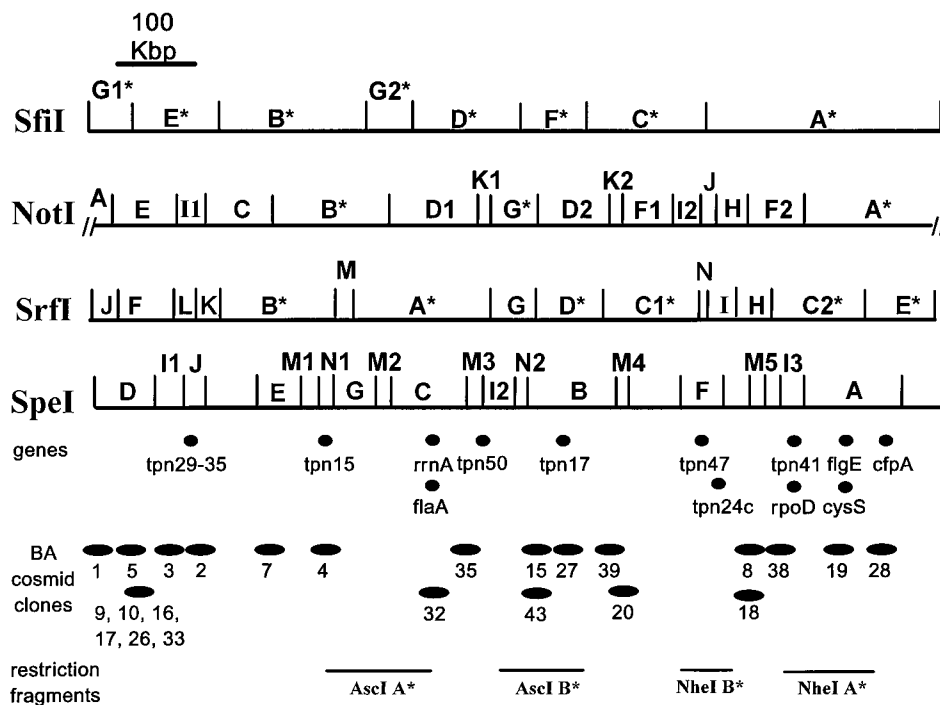 100
Kbp
G1* G2*
SfiI E* B* D* F* C* A*
K1 K2 J
NotI A E I1 C B* D1 G* D2 F1 I2 H F2 A*
// //
M N
SrfI J F L K B* A* G D* C1* I H C2* E*
I1 J M1 N1 M2 M3 N2 M4 M5 I3
SpeI D E G C I2 B F A
genes
tpn29-35 tpn15 rrnA tpn50 tpn17 tpn47 tpn41 flgE cfpA
flaA tpn24c rpoD cysS
BA
cosmid
clones
1 5 3 2 7 4 35 15 27 39 8 38 19 28
9, 10, 16,
17, 26, 33
32 43 20 18
restriction
fragments
AscI A* AscI B* NheI B* NheI A*